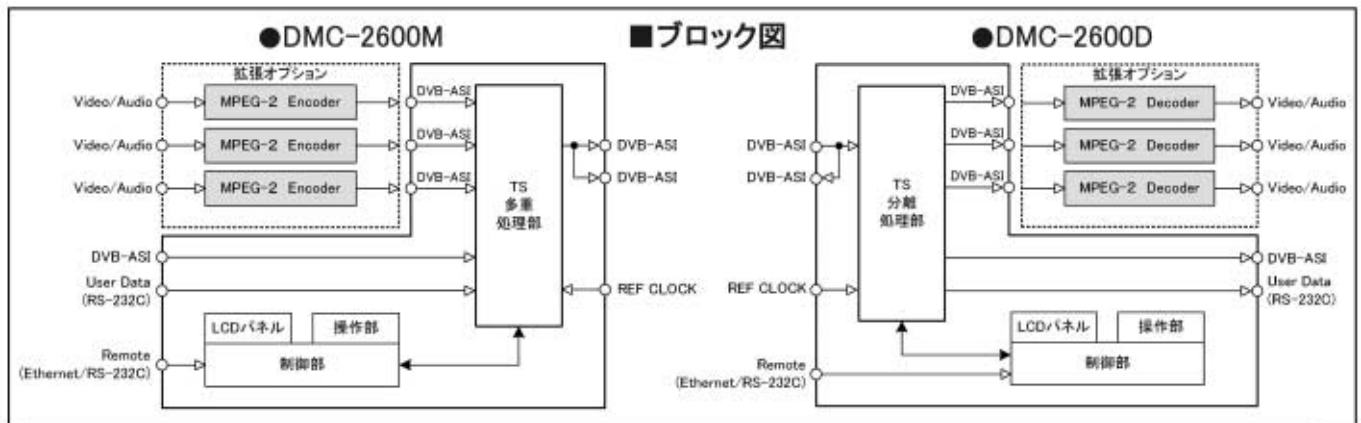 ●DMC-2600M
■ブロック図
●DMC-2600D
拡張オプション
Video/Audio
MPEG-2 Encoder
DVB-ASI
Video/Audio
MPEG-2 Encoder
DVB-ASI
Video/Audio
MPEG-2 Encoder
DVB-ASI
TS
多重
処理部
DVB-ASI
DVB-ASI
DVB-ASI
User Data
(RS-232C)
REF CLOCK
LCDパネル
操作部
制御部
Remote
(Ethernet/RS-232C)
拡張オプション
DVB-ASI
MPEG-2 Decoder
Video/Audio
DVB-ASI
MPEG-2 Decoder
Video/Audio
DVB-ASI
MPEG-2 Decoder
Video/Audio
DVB-ASI
DVB-ASI
TS
分離
処理部
DVB-ASI
User Data
(RS-232C)
REF CLOCK
LCDパネル
操作部
制御部
Remote
(Ethernet/RS-232C)